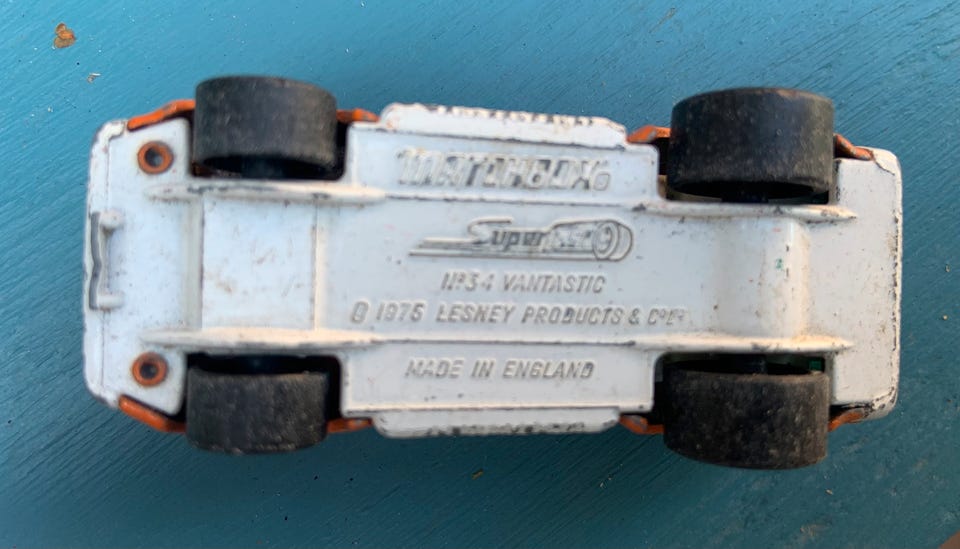 MATCHBOX
Superfast
Nº34 VANTASTIC
© 1975 LESNEY PRODUCTS & Cº Lᵀᴰ
MADE IN ENGLAND